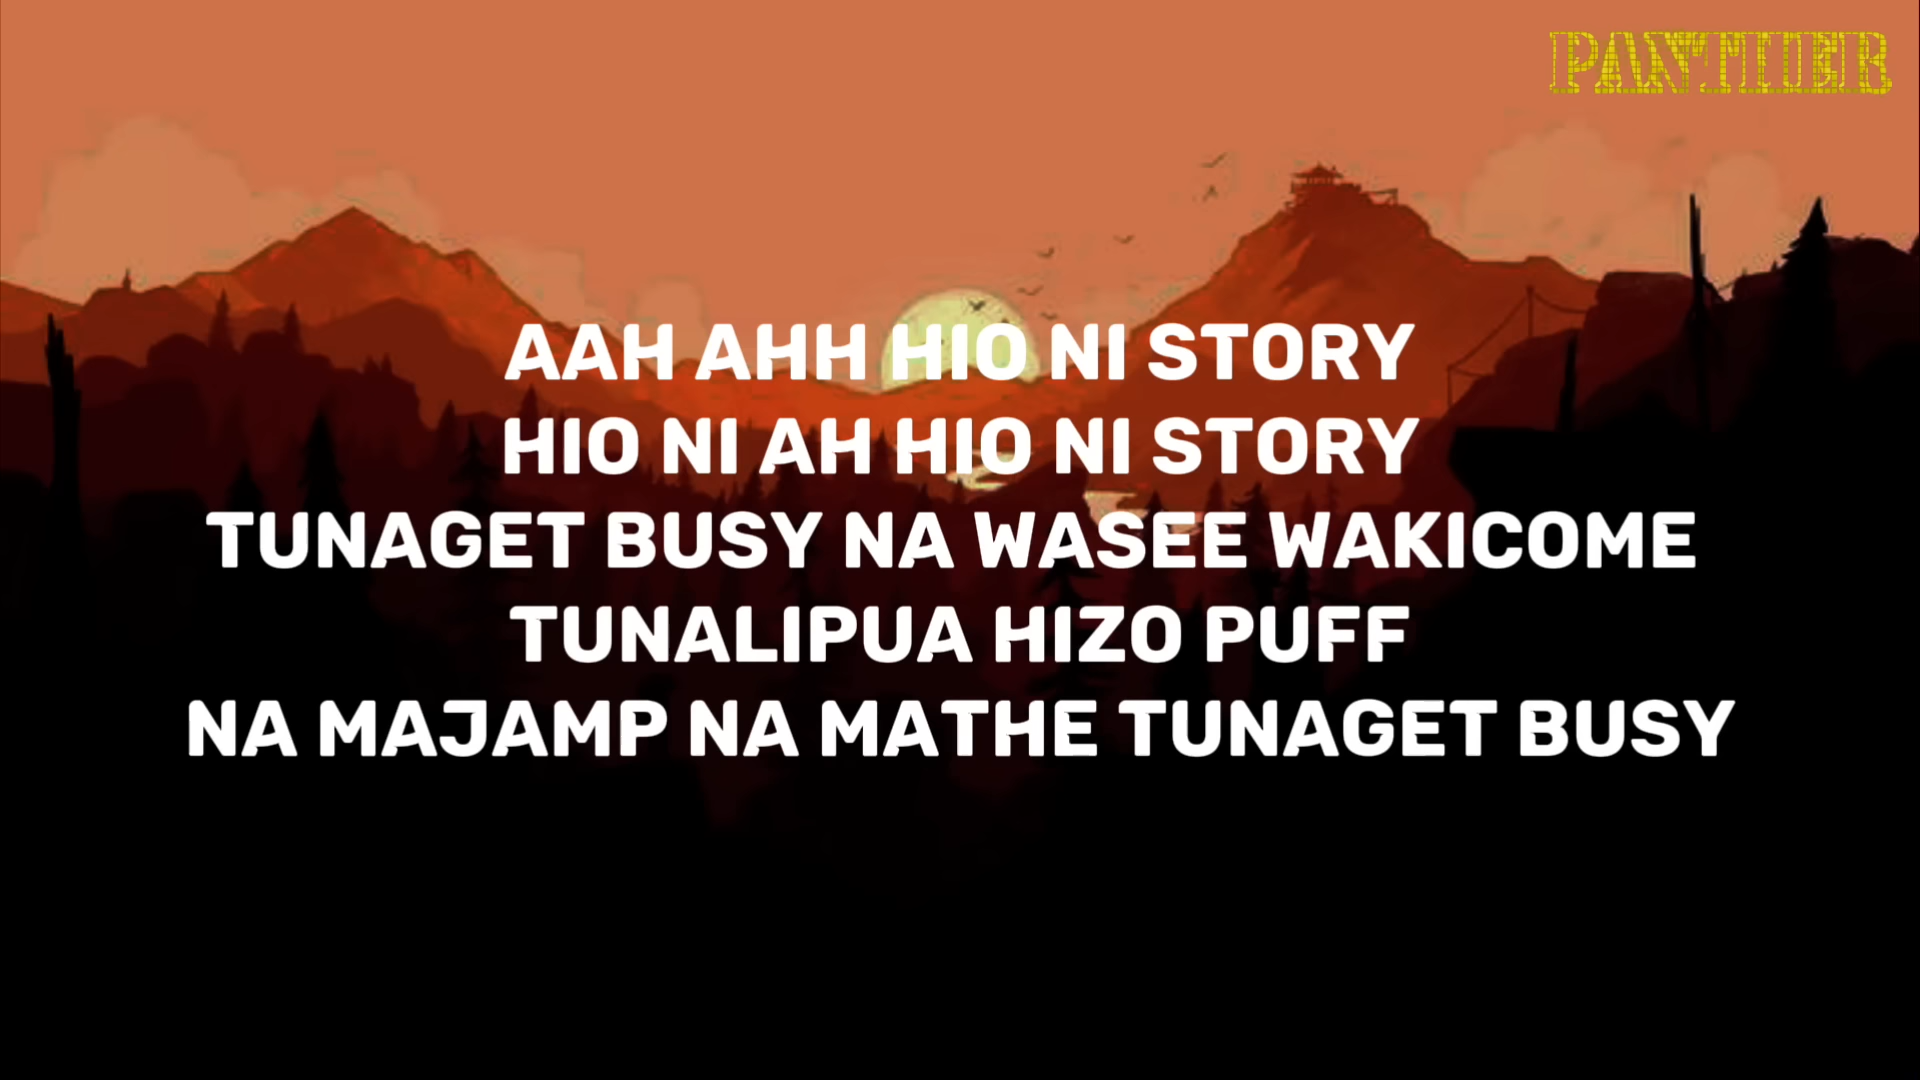 PANTHER
AAH AHH HIO NI STORY
HIO NI AH HIO NI STORY
TUNAGET BUSY NA WASEE WAKICOME
TUNALIPUA HIZO PUFF
NA MAJAMP NA MATHE TUNAGET BUSY